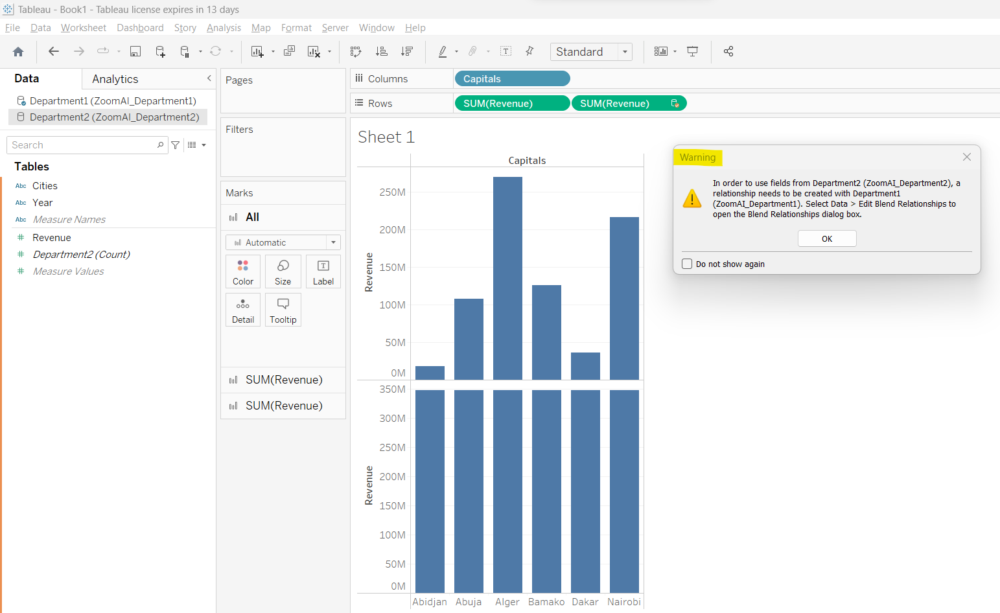 Tableau - Book1 - Tableau license expires in 13 days
File Data Worksheet Dashboard Story Analysis Map Format Server Window Help
Standard
Data
Analytics
Department1 (ZoomAI_Department1)
Department2 (ZoomAI_Department2)
Search
Tables
Abc Cities
Abc Year
Abc Measure Names
# Revenue
# Department2 (Count)
# Measure Values
Pages
Filters
Marks
All
Automatic
Color
Size
T
Label
Detail
Tooltip
SUM(Revenue)
SUM(Revenue)
Columns
Capitals
Rows
SUM(Revenue)
SUM(Revenue)
Sheet 1
Capitals
250M
200M
150M
100M
50M
0M
Revenue
350M
300M
250M
200M
150M
100M
50M
0M
Revenue
Abidjan Abuja Alger Bamako Dakar Nairobi
Warning
In order to use fields from Department2 (ZoomAI_Department2), a
relationship needs to be created with Department1
(ZoomAI_Department1). Select Data > Edit Blend Relationships to
open the Blend Relationships dialog box.
OK
Do not show again